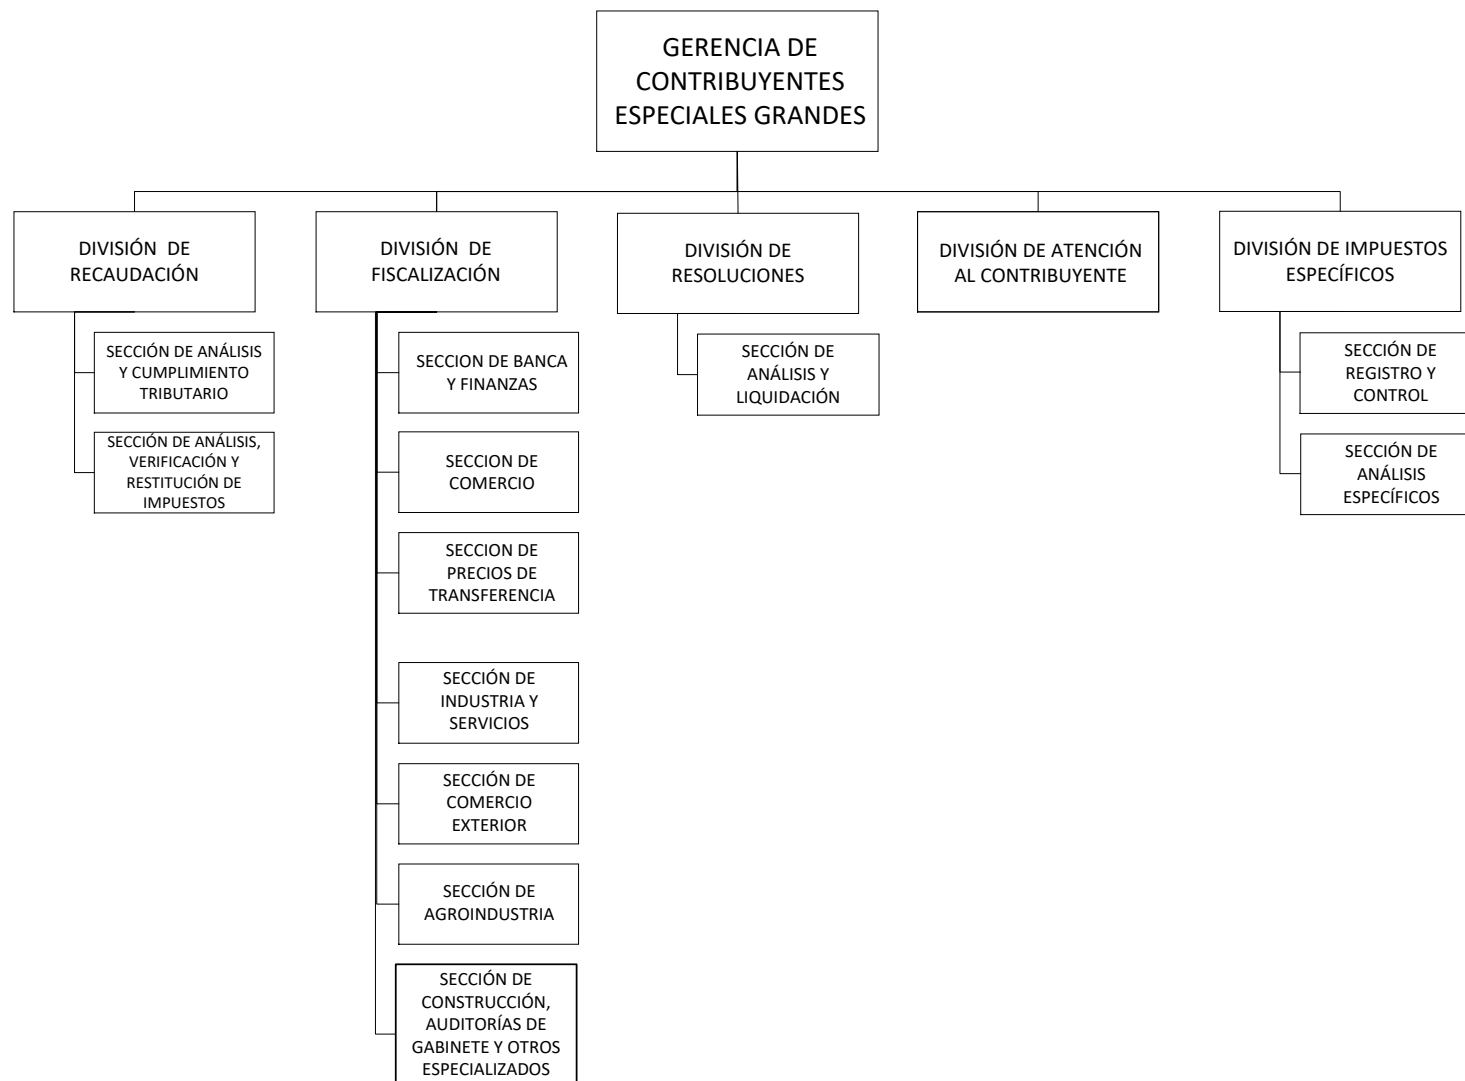 GERENCIA DE
CONTRIBUYENTES
ESPECIALES GRANDES
DIVISIÓN DE
RECAUDACIÓN
DIVISIÓN DE
FISCALIZACIÓN
DIVISIÓN DE
RESOLUCIONES
DIVISIÓN DE ATENCIÓN
AL CONTRIBUYENTE
DIVISIÓN DE IMPUESTOS
ESPECÍFICOS
SECCIÓN DE ANÁLISIS
Y CUMPLIMIENTO
TRIBUTARIO
SECCIÓN DE ANÁLISIS,
VERIFICACIÓN Y
RESTITUCIÓN DE
IMPUESTOS
SECCION DE BANCA
Y FINANZAS
SECCION DE
COMERCIO
SECCION DE
PRECIOS DE
TRANSFERENCIA
SECCIÓN DE
INDUSTRIA Y
SERVICIOS
SECCIÓN DE
COMERCIO
EXTERIOR
SECCIÓN DE
AGROINDUSTRIA
SECCIÓN DE
CONSTRUCCIÓN,
AUDITORÍAS DE
GABINETE Y OTROS
ESPECIALIZADOS
SECCIÓN DE
ANÁLISIS Y
LIQUIDACIÓN
SECCIÓN DE
REGISTRO Y
CONTROL
SECCIÓN DE
ANÁLISIS
ESPECÍFICOS